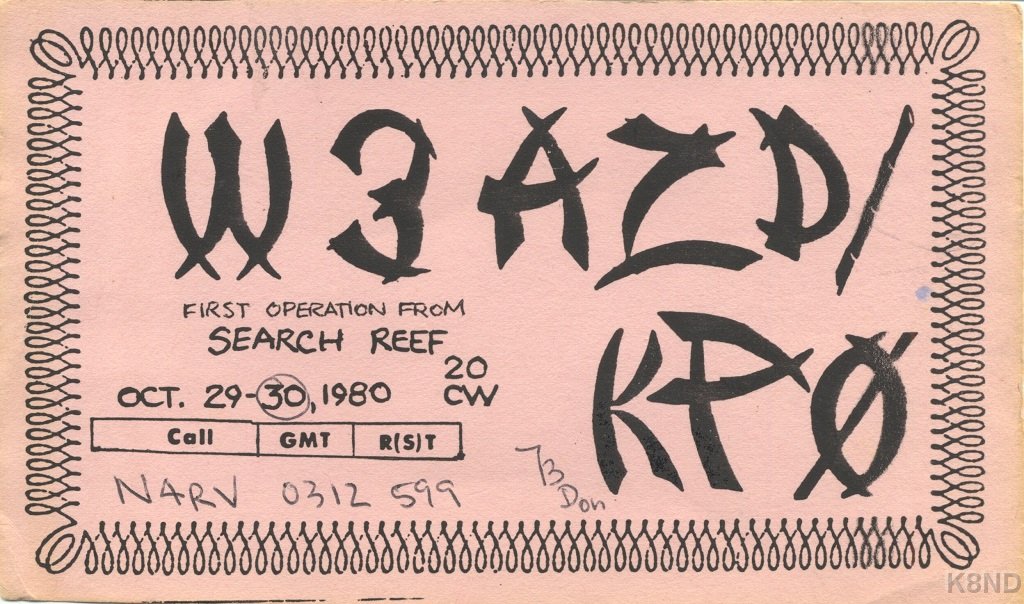 W3AZD/
KPØ
FIRST OPERATION FROM
SEARCH REEF
OCT. 29-30, 1980
20
CW
Call GMT R(S)T
N4RV 0312 599
73
Don
K8ND